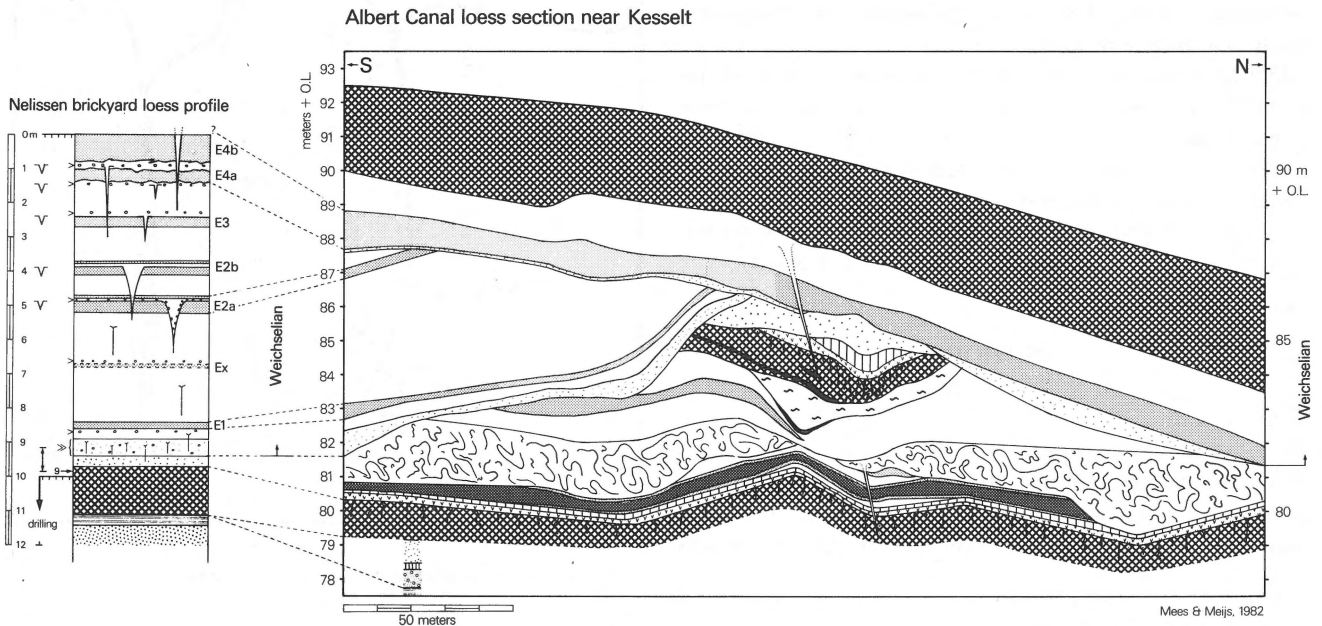 Albert Canal loess section near Kesselt
Nelissen brickyard loess profile
0m
1
2
3
4
5
6
7
8
9
10
11
12
drilling
9
?
E4b
E4a
E3
E2b
E2a
Ex
E1
Weichselian
meters + O.L.
93
92
91
90
89
88
87
86
85
84
83
82
81
80
79
78
S
N
90 m
+ O.L.
85
80
Weichselian
50 meters
Mees & Meijs, 1982